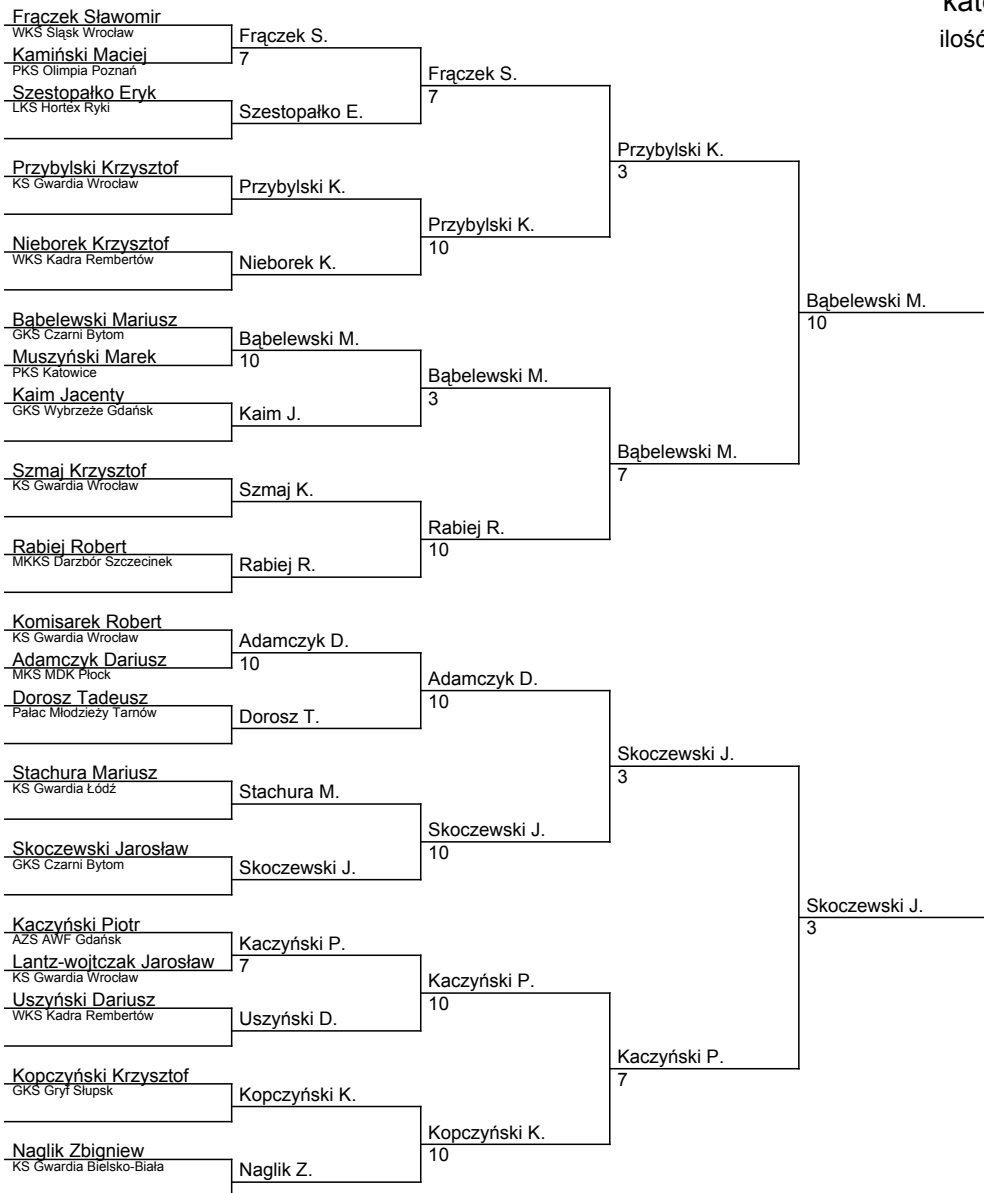 Frączek Sławomir
WKS Śląsk Wrocław
Kamiński Maciej
PKS Olimpia Poznań
Szestopałko Eryk
LKS Hortex Ryki
Przybylski Krzysztof
KS Gwardia Wrocław
Nieborek Krzysztof
WKS Kadra Rembertów
Bąbelewski Mariusz
GKS Czarni Bytom
Muszyński Marek
PKS Katowice
Kaim Jacenty
GKS Wybrzeże Gdańsk
Szmaj Krzysztof
KS Gwardia Wrocław
Rabiej Robert
MKKS Darzbór Szczecinek
Komisarek Robert
KS Gwardia Wrocław
Adamczyk Dariusz
MKS MDK Płock
Dorosz Tadeusz
Pałac Młodzieży Tarnów
Stachura Mariusz
KS Gwardia Łódź
Skoczewski Jarosław
GKS Czarni Bytom
Kaczyński Piotr
AZS AWF Gdańsk
Lantz-wojtczak Jarosław
KS Gwardia Wrocław
Uszyński Dariusz
WKS Kadra Rembertów
Kopczyński Krzysztof
GKS Gryf Słupsk
Naglik Zbigniew
KS Gwardia Bielsko-Biała
Frączek S.
7
Szestopałko E.
Przybylski K.
Nieborek K.
Bąbelewski M.
10
Kaim J.
Szmaj K.
Rabiej R.
Adamczyk D.
10
Dorosz T.
Stachura M.
Skoczewski J.
Kaczyński P.
7
Uszyński D.
Kopczyński K.
Naglik Z.
Frączek S.
7
Przybylski K.
10
Bąbelewski M.
3
Rabiej R.
10
Adamczyk D.
10
Skoczewski J.
10
Kaczyński P.
10
Kopczyński K.
10
Przybylski K.
3
Bąbelewski M.
7
Skoczewski J.
3
Kaczyński P.
7
Bąbelewski M.
10
Skoczewski J.
3
ilość